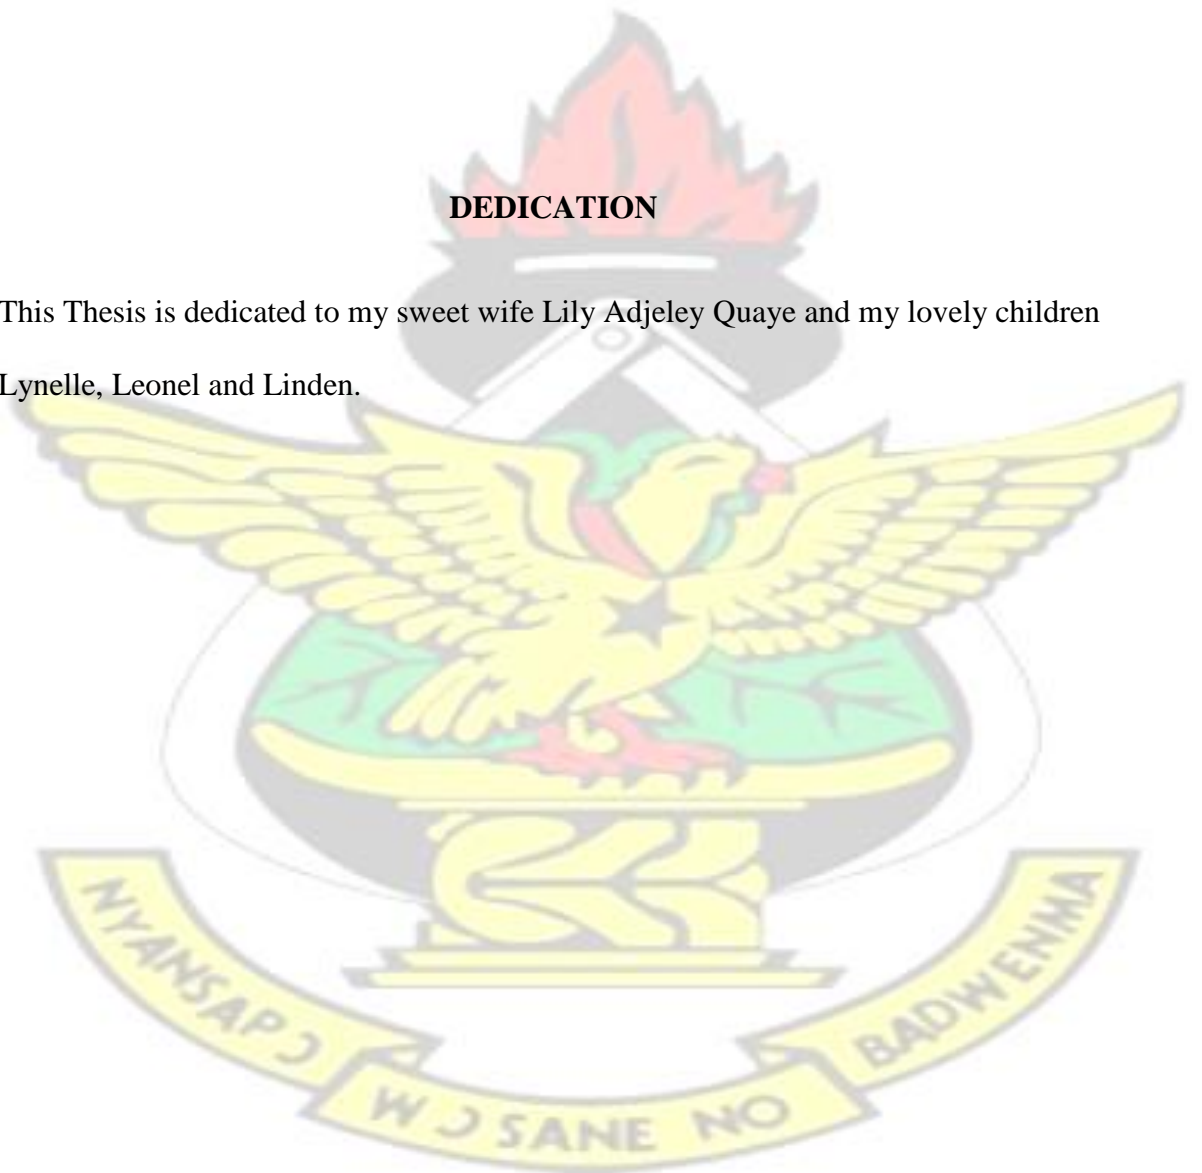 DEDICATION
This Thesis is dedicated to my sweet wife Lily Adjeley Quaye and my lovely children
Lynelle, Leonel and Linden.
NYANSAPƆ
WƆSANE NO
BADWENMA